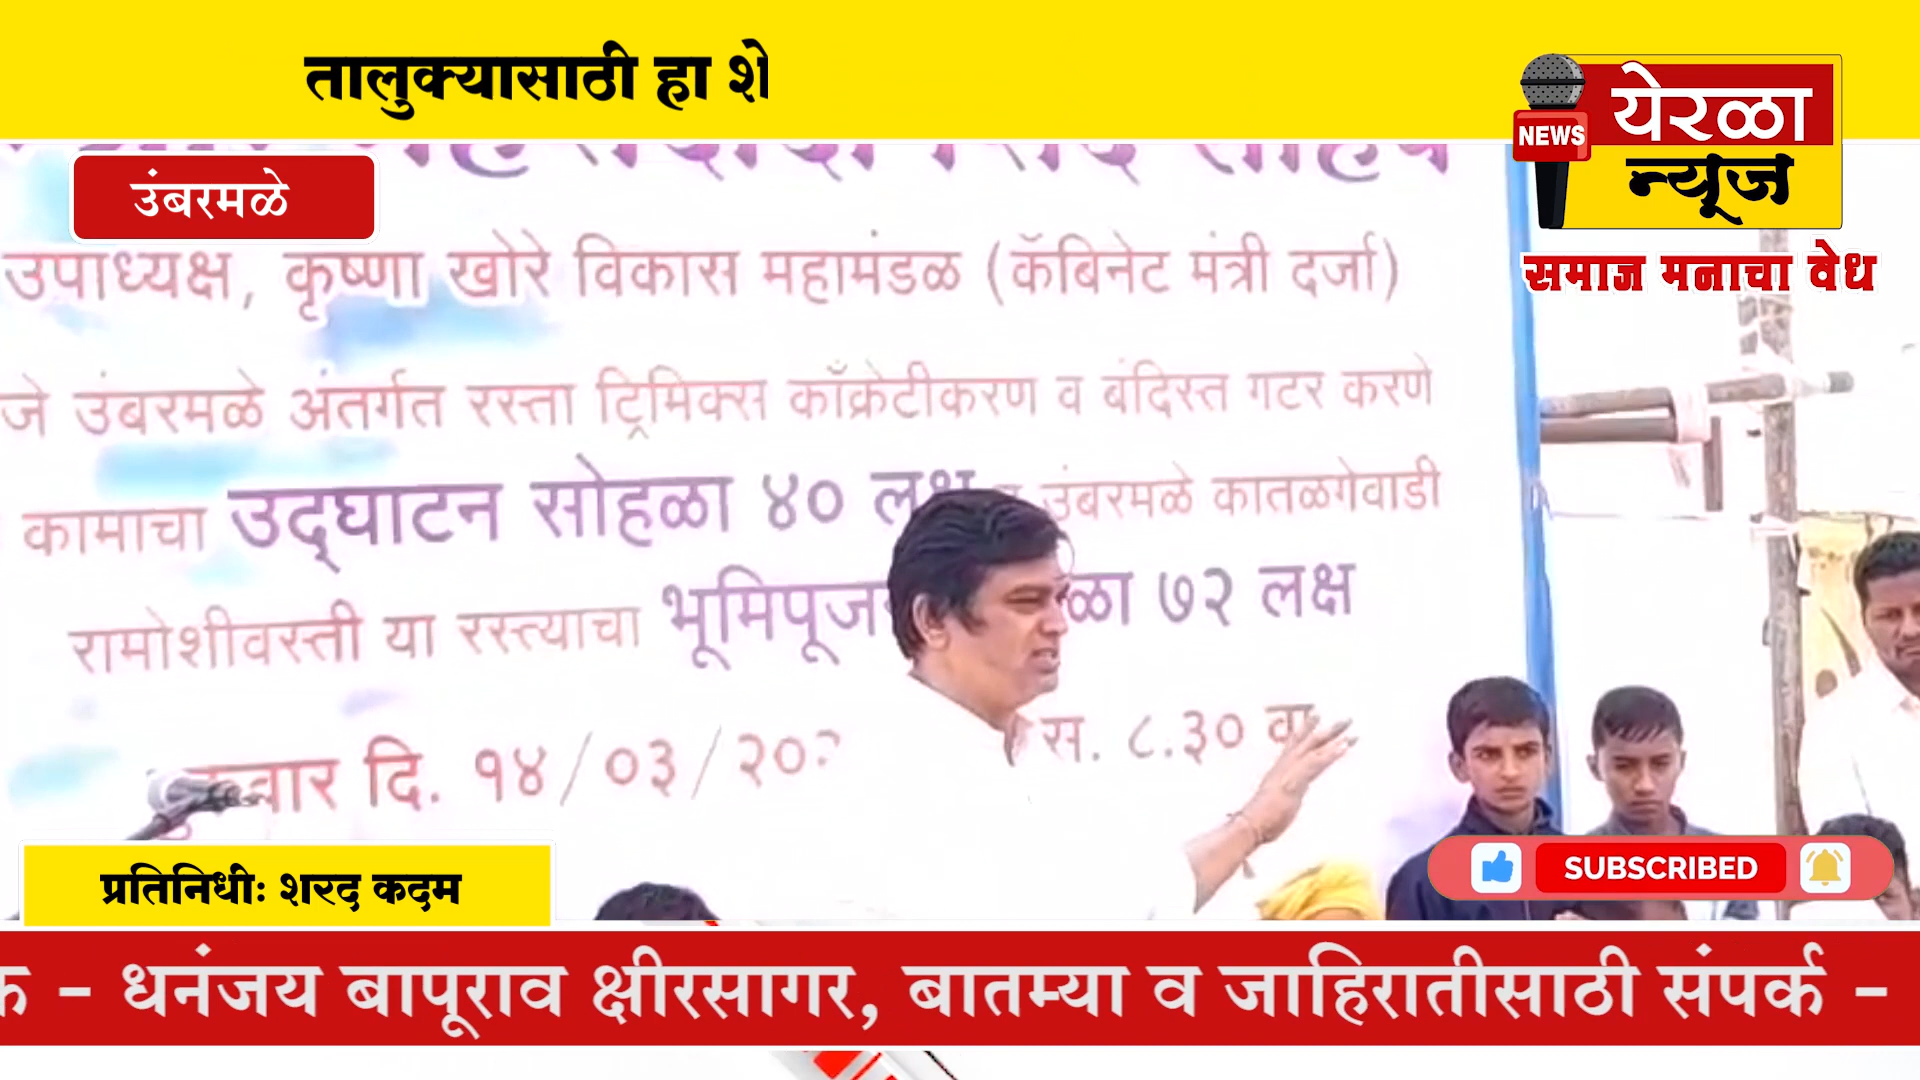 तालुक्यासाठी हा शे
NEWS
येरळा
न्यूज
समाज मनाचा वेध
उंबरमळे
उपाध्यक्ष, कृष्णा खोरे विकास महामंडळ (कॅबिनेट मंत्री दर्जा)
जे उंबरमळे अंतर्गत रस्ता ट्रिमिक्स काँक्रेटीकरण व बंदिस्त गटर करणे
कामाचा उद्घाटन सोहळा ४० लक्ष उंबरमळे कातळगेवाडी
रामोशीवस्ती या रस्त्याचा ७२ लक्ष
दि. १४/०३/ स. ८.३०
SUBSCRIBED
प्रतिनिधीः शरद कदम
- धनंजय बापूराव क्षीरसागर, बातम्या व जाहिरातीसाठी संपर्क -